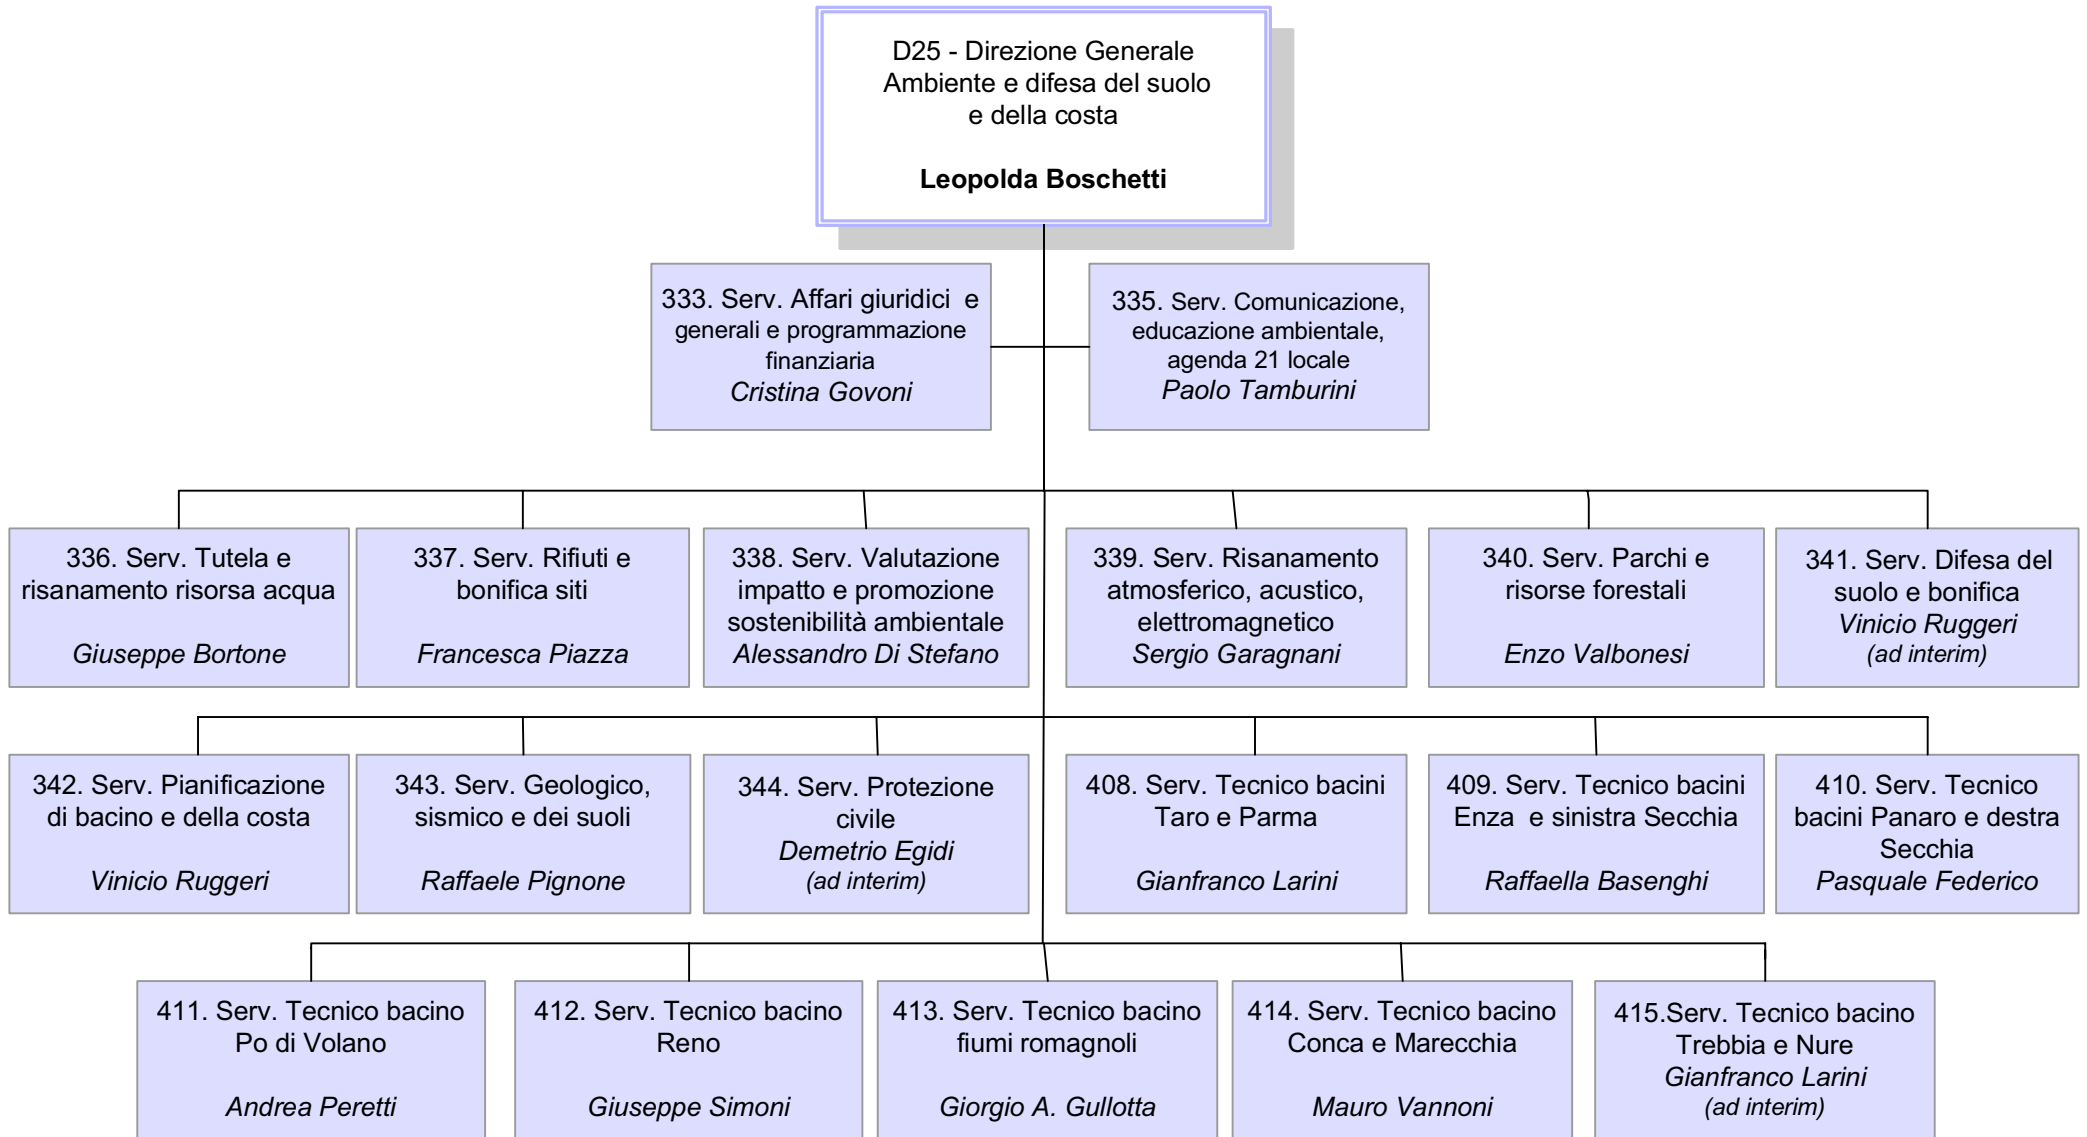 D25 - Direzione Generale
Ambiente e difesa del suolo
e della costa
Leopolda Boschetti
333. Serv. Affari giuridici e
generali e programmazione
finanziaria
Cristina Govoni
335. Serv. Comunicazione,
educazione ambientale,
agenda 21 locale
Paolo Tamburini
336. Serv. Tutela e
risanamento risorsa acqua
Giuseppe Bortone
337. Serv. Rifiuti e
bonifica siti
Francesca Piazza
338. Serv. Valutazione
impatto e promozione
sostenibilità ambientale
Alessandro Di Stefano
339. Serv. Risanamento
atmosferico, acustico,
elettromagnetico
Sergio Garagnani
340. Serv. Parchi e
risorse forestali
Enzo Valbonesi
341. Serv. Difesa del
suolo e bonifica
Vinicio Ruggeri
(ad interim)
342. Serv. Pianificazione
di bacino e della costa
Vinicio Ruggeri
343. Serv. Geologico,
sismico e dei suoli
Raffaele Pignone
344. Serv. Protezione
civile
Demetrio Egidi
(ad interim)
408. Serv. Tecnico bacini
Taro e Parma
Gianfranco Larini
409. Serv. Tecnico bacini
Enza e sinistra Secchia
Raffaella Basenghi
410. Serv. Tecnico
bacini Panaro e destra
Secchia
Pasquale Federico
411. Serv. Tecnico bacino
Po di Volano
Andrea Peretti
412. Serv. Tecnico bacino
Reno
Giuseppe Simoni
413. Serv. Tecnico bacino
fiumi romagnoli
Giorgio A. Gullotta
414. Serv. Tecnico bacino
Conca e Marecchia
Mauro Vannoni
415.Serv. Tecnico bacino
Trebbia e Nure
Gianfranco Larini
(ad interim)